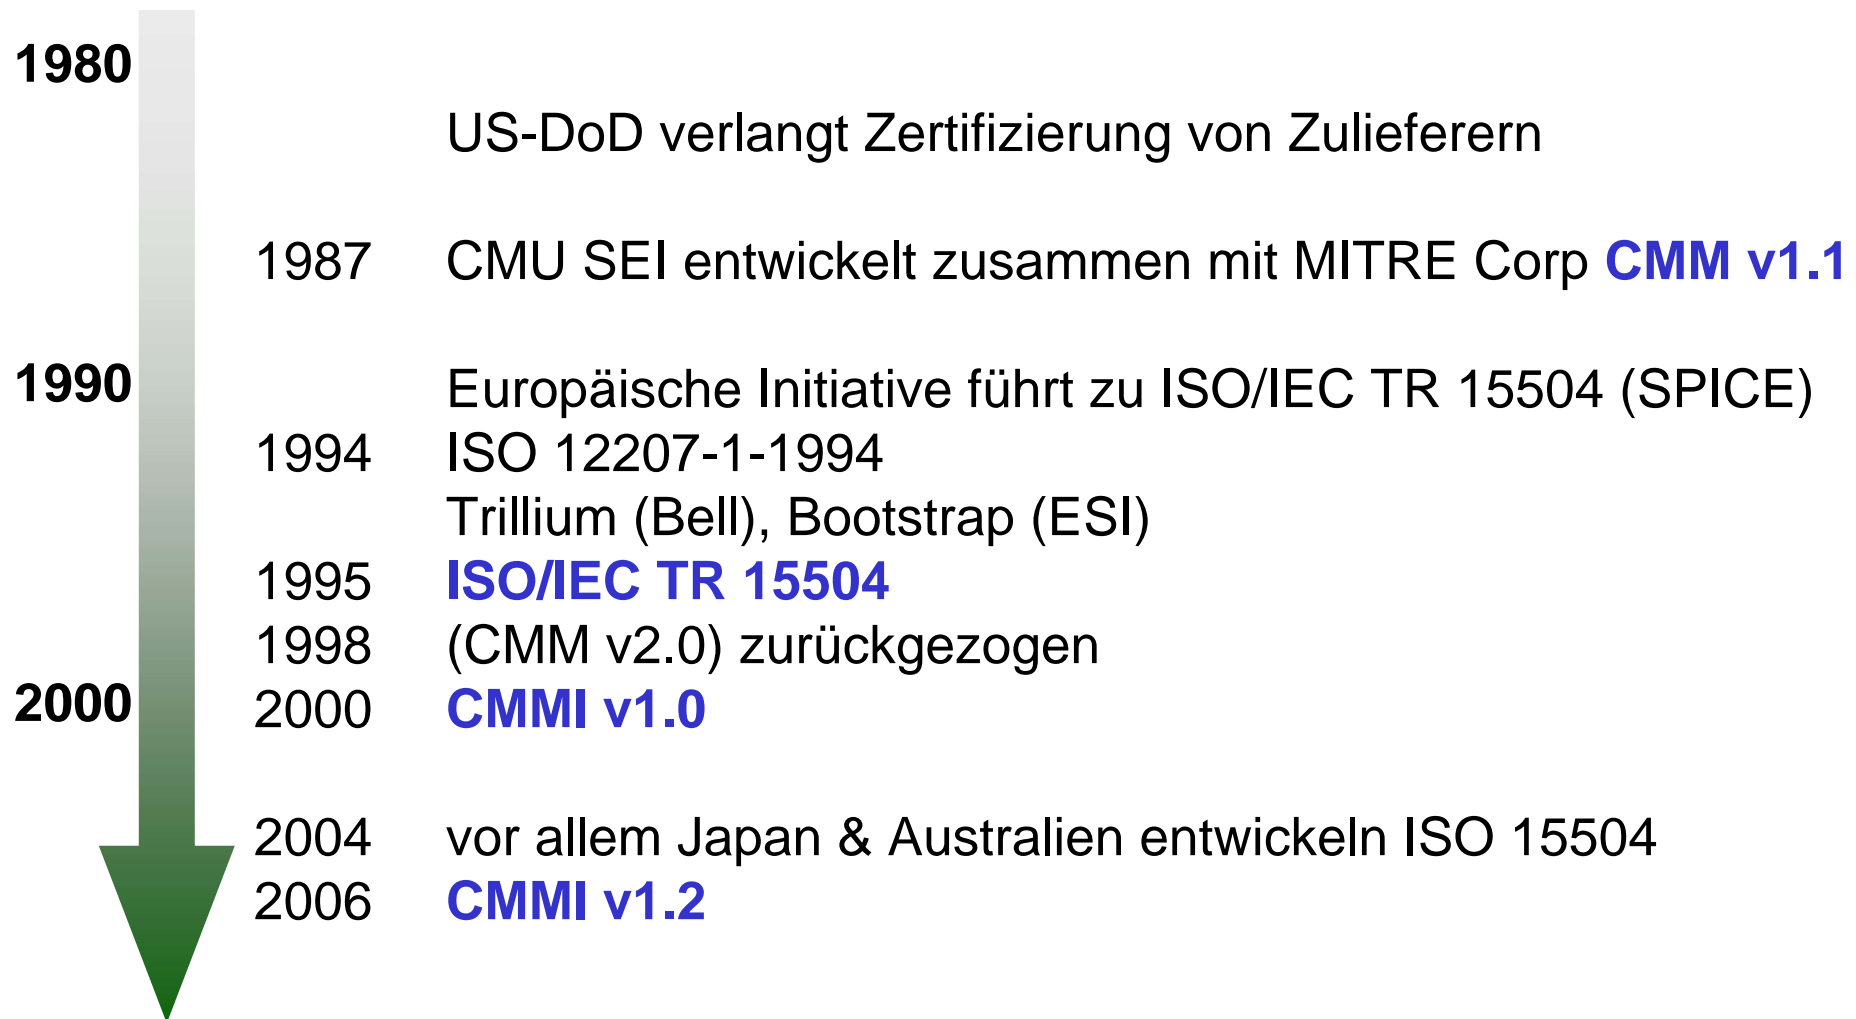 1980
US-DoD verlangt Zertifizierung von Zulieferern
1987 CMU SEI entwickelt zusammen mit MITRE Corp CMM v1.1
1990 Europäische Initiative führt zu ISO/IEC TR 15504 (SPICE)
1994 ISO 12207-1-1994
Trillium (Bell), Bootstrap (ESI)
1995 ISO/IEC TR 15504
1998 (CMM v2.0) zurückgezogen
2000 2000 CMMI v1.0
2004 vor allem Japan & Australien entwickeln ISO 15504
2006 CMMI v1.2